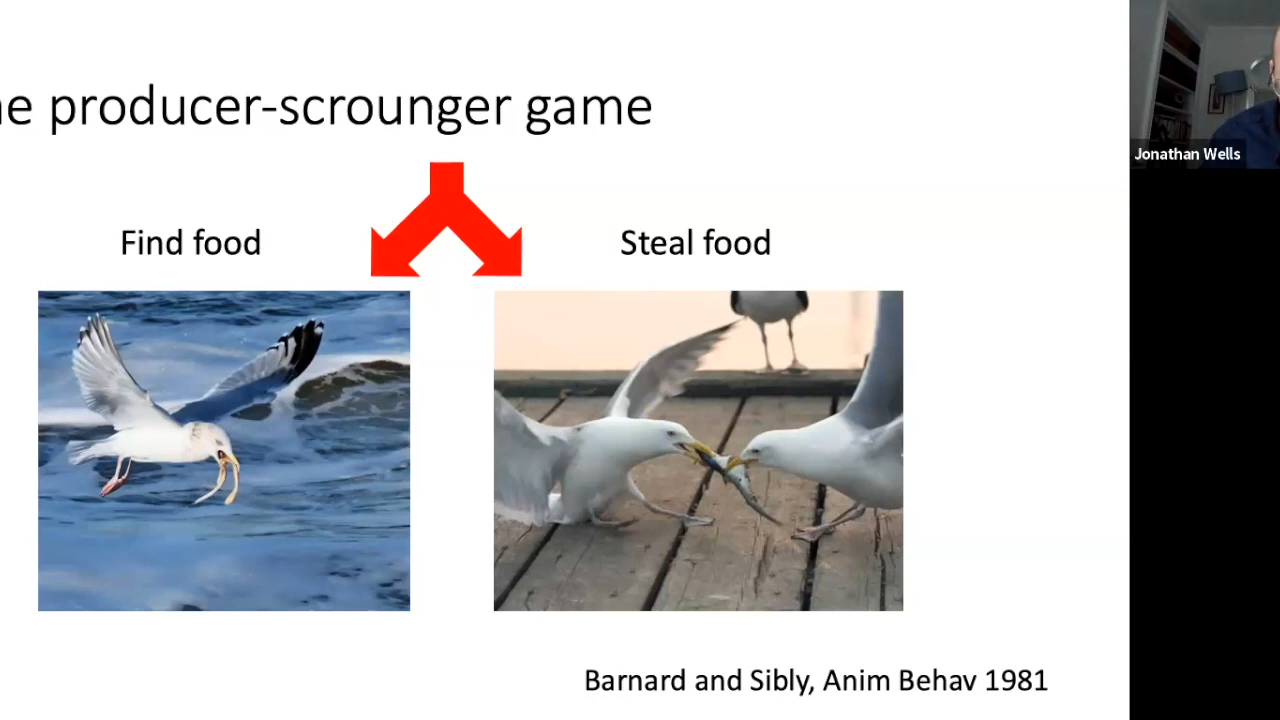 e producer-scrounger game
Find food
Steal food
Barnard and Sibly, Anim Behav 1981
Jonathan Wells